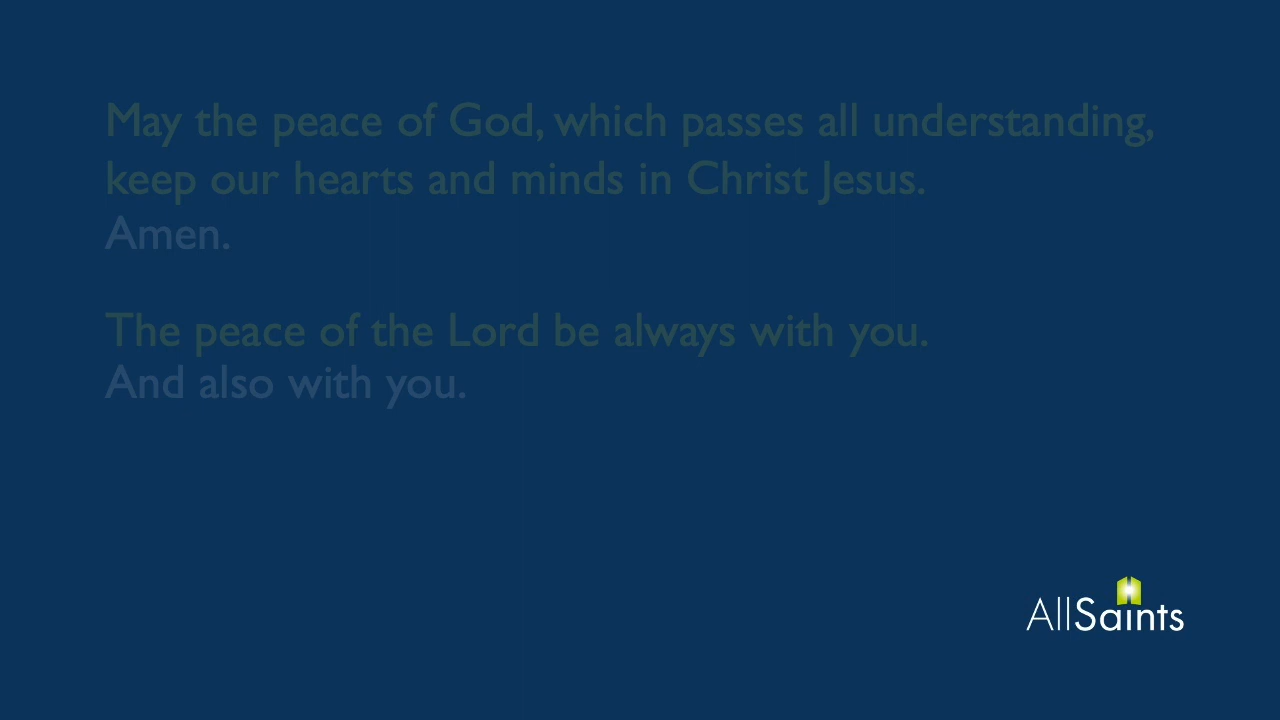 May the peace of God, which passes all understanding,
keep our hearts and minds in Christ Jesus.
Amen.
The peace of the Lord be always with you.
And also with you.
AllSaints